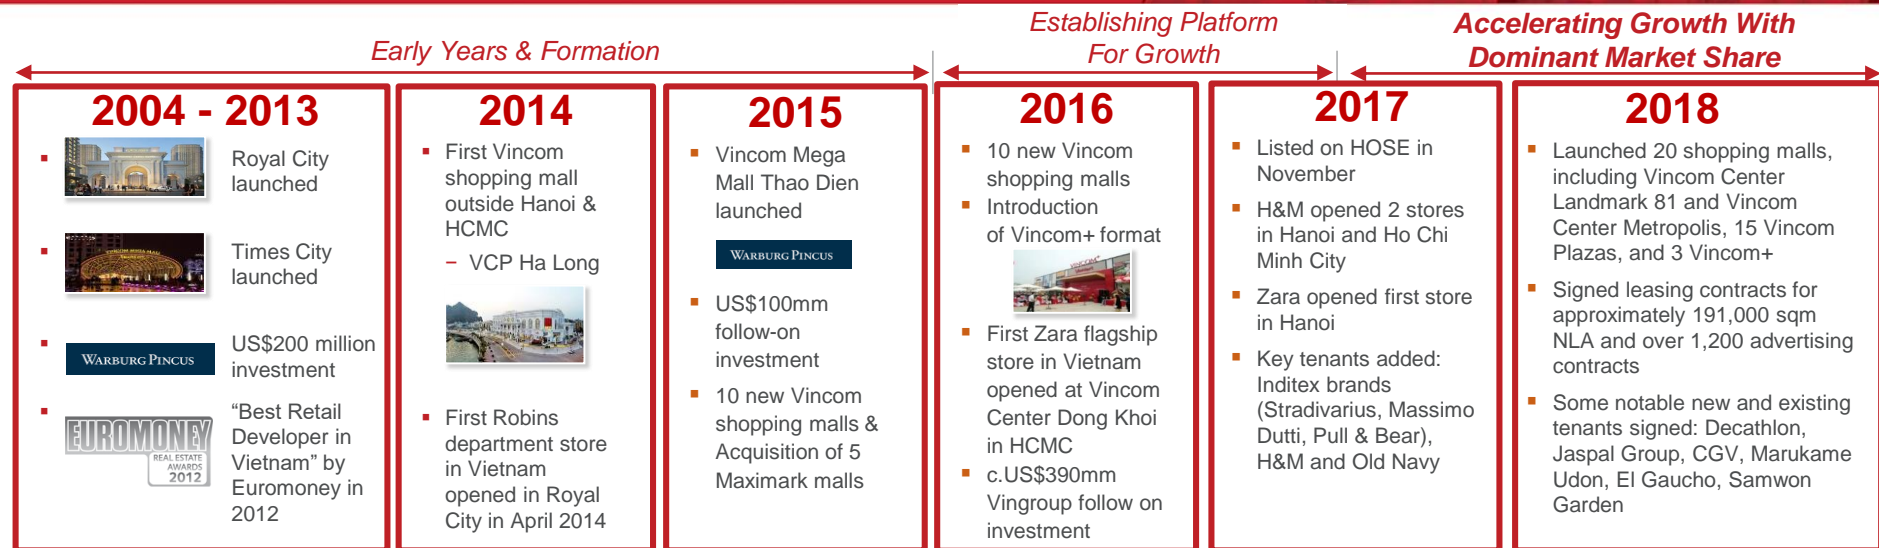 Early Years & Formation
Establishing Platform
For Growth
Accelerating Growth With
Dominant Market Share
2004 - 2013
Royal City
launched
Times City
launched
WARBURG PINCUS
US$200 million
investment
EUROMONEY
REAL ESTATE
AWARDS
2012
“Best Retail
Developer in
Vietnam” by
Euromoney in
2012
2014
First Vincom
shopping mall
outside Hanoi &
HCMC
− VCP Ha Long
First Robins
department store
in Vietnam
opened in Royal
City in April 2014
2015
Vincom Mega
Mall Thao Dien
launched
WARBURG PINCUS
US$100mm
follow-on
investment
10 new Vincom
shopping malls &
Acquisition of 5
Maximark malls
2016
10 new Vincom
shopping malls
Introduction
of Vincom+ format
First Zara flagship
store in Vietnam
opened at Vincom
Center Dong Khoi
in HCMC
c.US$390mm
Vingroup follow on
investment
2017
Listed on HOSE in
November
H&M opened 2 stores
in Hanoi and Ho Chi
Minh City
Zara opened first store
in Hanoi
Key tenants added:
Inditex brands
(Stradivarius, Massimo
Dutti, Pull & Bear),
H&M and Old Navy
2018
Launched 20 shopping malls,
including Vincom Center
Landmark 81 and Vincom
Center Metropolis, 15 Vincom
Plazas, and 3 Vincom+
Signed leasing contracts for
approximately 191,000 sqm
NLA and over 1,200 advertising
contracts
Some notable new and existing
tenants signed: Decathlon,
Jaspal Group, CGV, Marukame
Udon, El Gaucho, Samwon
Garden